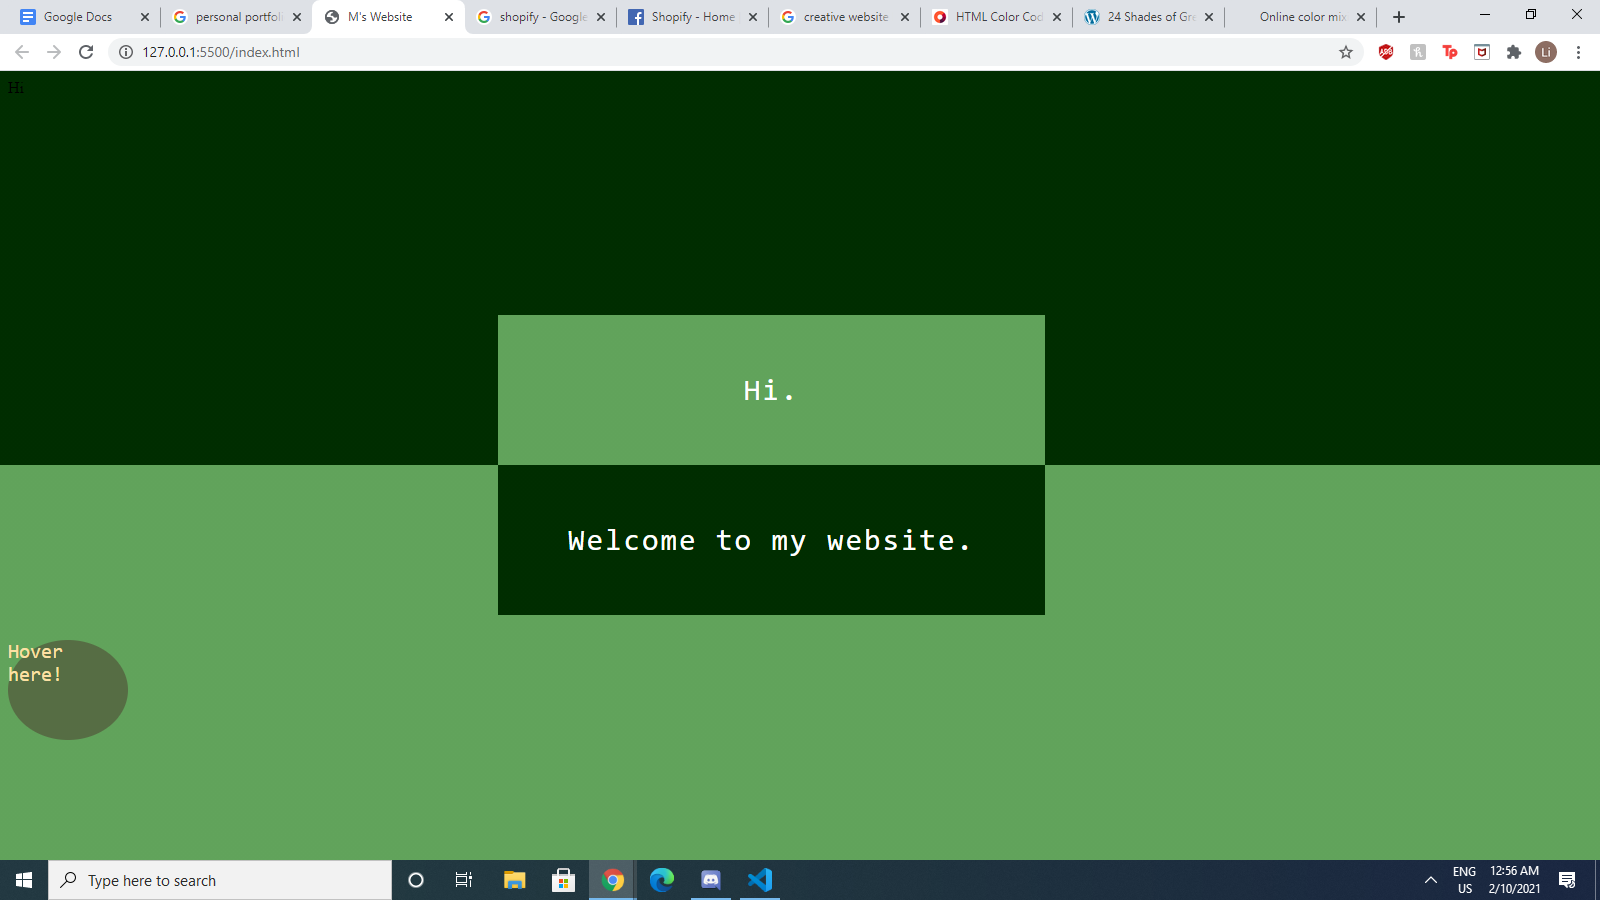 Google Docs
personal portfoli
M's Website
shopify - Google
Shopify - Home
creative website
HTML Color Cod
24 Shades of Gre
Online color mix
127.0.0.1:5500/index.html
Li
Hi
Hi.
Welcome to my website.
Hover
here!
Type here to search
ENG
US
12:56 AM
2/10/2021